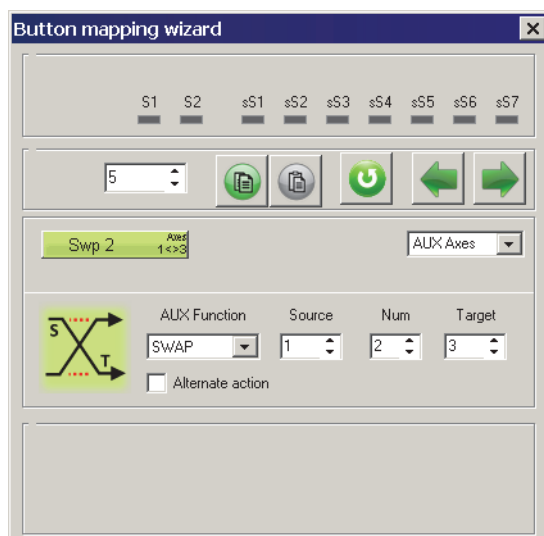 Button mapping wizard
S1 S2 sS1 sS2 sS3 sS4 sS5 sS6 sS7
5
Swp 2 Axes 1<>3
AUX Axes
AUX Function Source Num Target
S T
SWAP 1 2 3
Alternate action